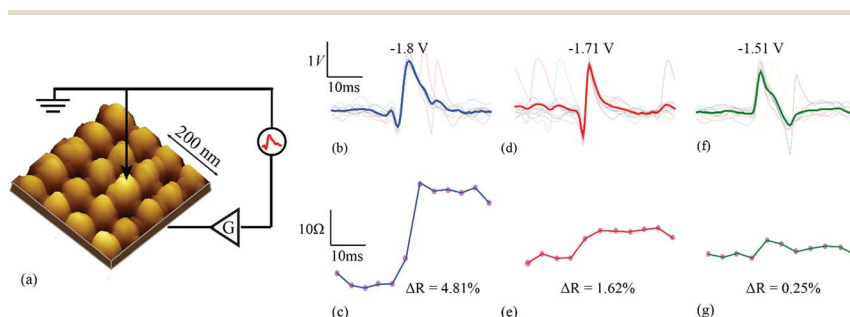 1V
10ms
-1.8 V
-1.71 V
-1.51 V
200 nm
G
(b)
(d)
(f)
10Ω
10ms
(a)
ΔR = 4.81%
ΔR = 1.62%
ΔR = 0.25%
(c)
(e)
(g)